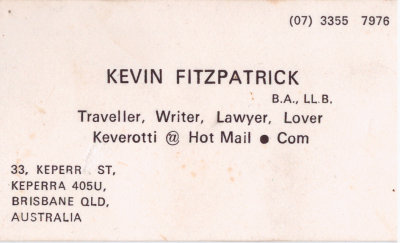 (07) 3355 7976
KEVIN FITZPATRICK
B.A., LL.B.
Traveller, Writer, Lawyer, Lover
Keverotti @ Hot Mail ● Com
33, KEPERR ST,
KEPERRA 405U,
BRISBANE QLD,
AUSTRALIA